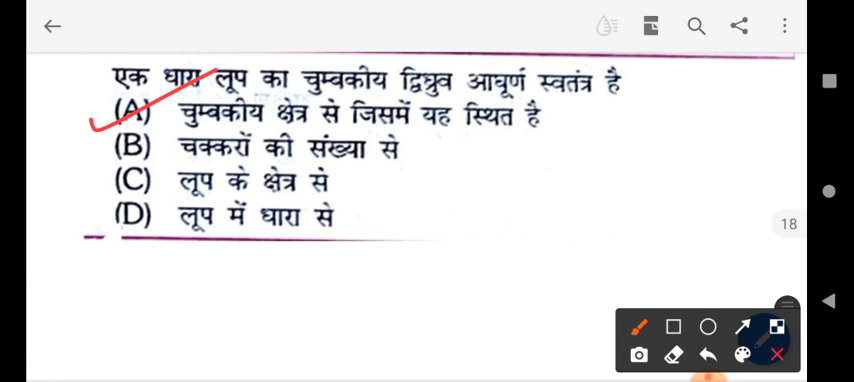 एक धारा लूप का चुम्बकीय द्विध्रुव आघूर्ण स्वतंत्र है
(A) चुम्बकीय क्षेत्र से जिसमें यह स्थित है
(B) चक्करों की संख्या से
(C) लूप के क्षेत्र से
(D) लूप में धारा से
18